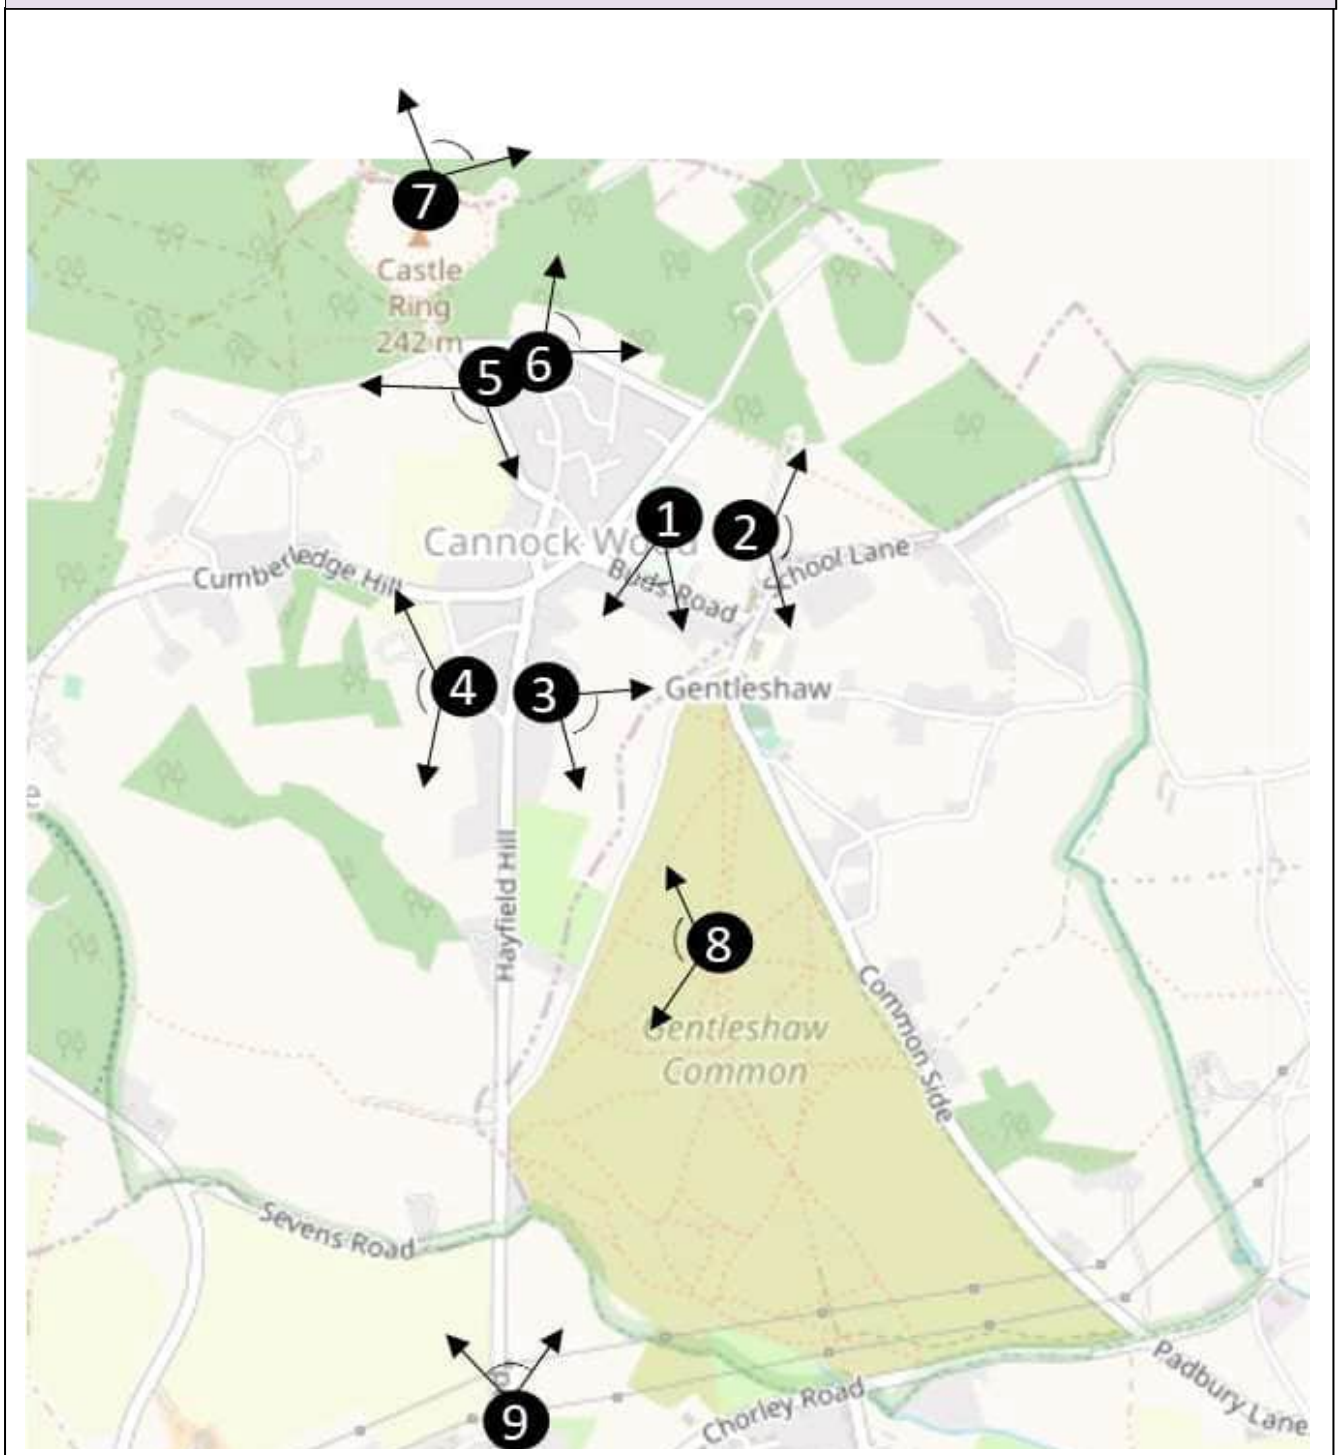 7
Castle
Ring
242 m
6
5
1
2
Cannock Wood
School Lane
Buds Road
Cumberledge Hill
4
3
Gentleshaw
Hayfield Hill
8
Common Side
Gentleshaw
Common
Sevens Road
9
Padbury Lane
Chorley Road